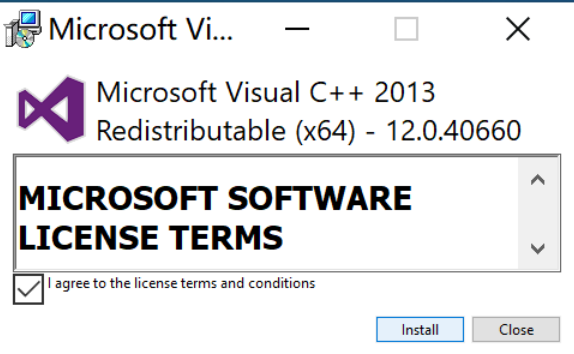 Microsoft Vi...
Microsoft Visual C++ 2013
Redistributable (x64) - 12.0.40660
MICROSOFT SOFTWARE
LICENSE TERMS
I agree to the license terms and conditions
Install
Close